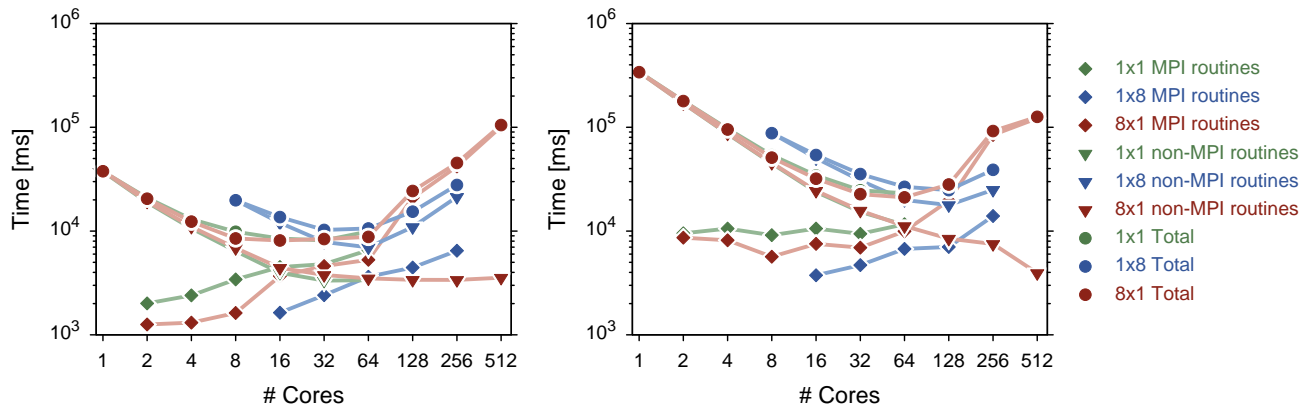 10^6
10^5
10^4
10^3
Time [ms]
1 2 4 8 16 32 64 128 256 512
# Cores
10^6
10^5
10^4
10^3
Time [ms]
1 2 4 8 16 32 64 128 256 512
# Cores
1x1 MPI routines
1x8 MPI routines
8x1 MPI routines
1x1 non-MPI routines
1x8 non-MPI routines
8x1 non-MPI routines
1x1 Total
1x8 Total
8x1 Total